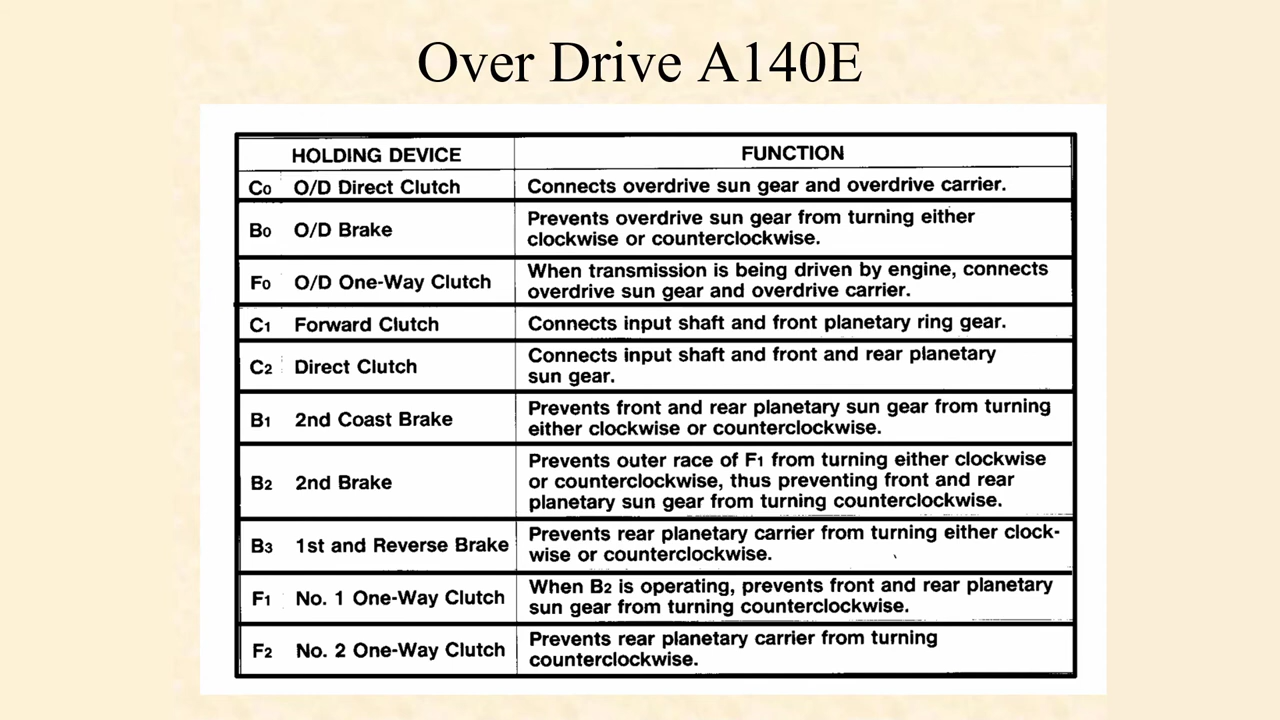 Over Drive A140E
HOLDING DEVICE FUNCTION
C0 O/D Direct Clutch Connects overdrive sun gear and overdrive carrier.
B0 O/D Brake Prevents overdrive sun gear from turning either
clockwise or counterclockwise.
F0 O/D One-Way Clutch When transmission is being driven by engine, connects
overdrive sun gear and overdrive carrier.
C1 Forward Clutch Connects input shaft and front planetary ring gear.
C2 Direct Clutch Connects input shaft and front and rear planetary
sun gear.
B1 2nd Coast Brake Prevents front and rear planetary sun gear from turning
either clockwise or counterclockwise.
B2 2nd Brake Prevents outer race of F1 from turning either clockwise
or counterclockwise, thus preventing front and rear
planetary sun gear from turning counterclockwise.
B3 1st and Reverse Brake Prevents rear planetary carrier from turning either clock-
wise or counterclockwise.
F1 No. 1 One-Way Clutch When B2 is operating, prevents front and rear planetary
sun gear from turning counterclockwise.
F2 No. 2 One-Way Clutch Prevents rear planetary carrier from turning
counterclockwise.